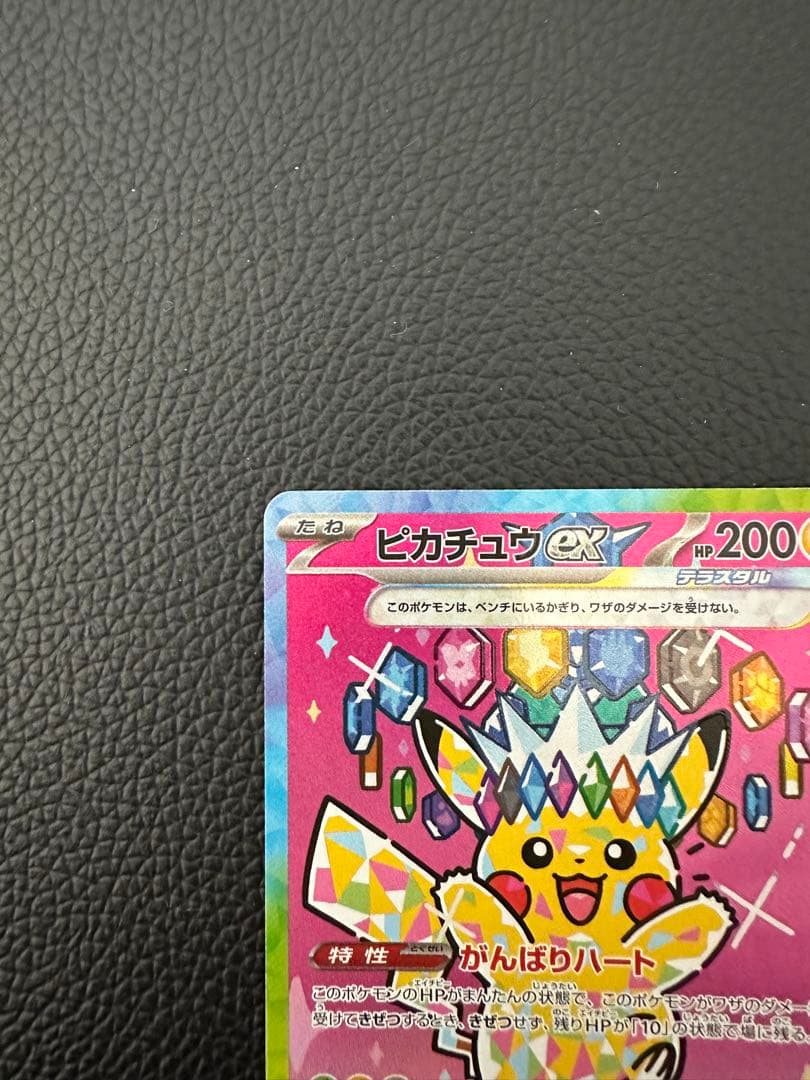 たね ピカチュウex HP 200
テラスタル
このポケモンは、ベンチにいるかぎり、ワザのダメージを受けない。
特性 がんばりハート
このポケモンのHPがまんたんの状態で、このポケモンがワザのダメー
受けてきぜつするとき、きぜつせず、残りHPが「10」の状態で場に残る。